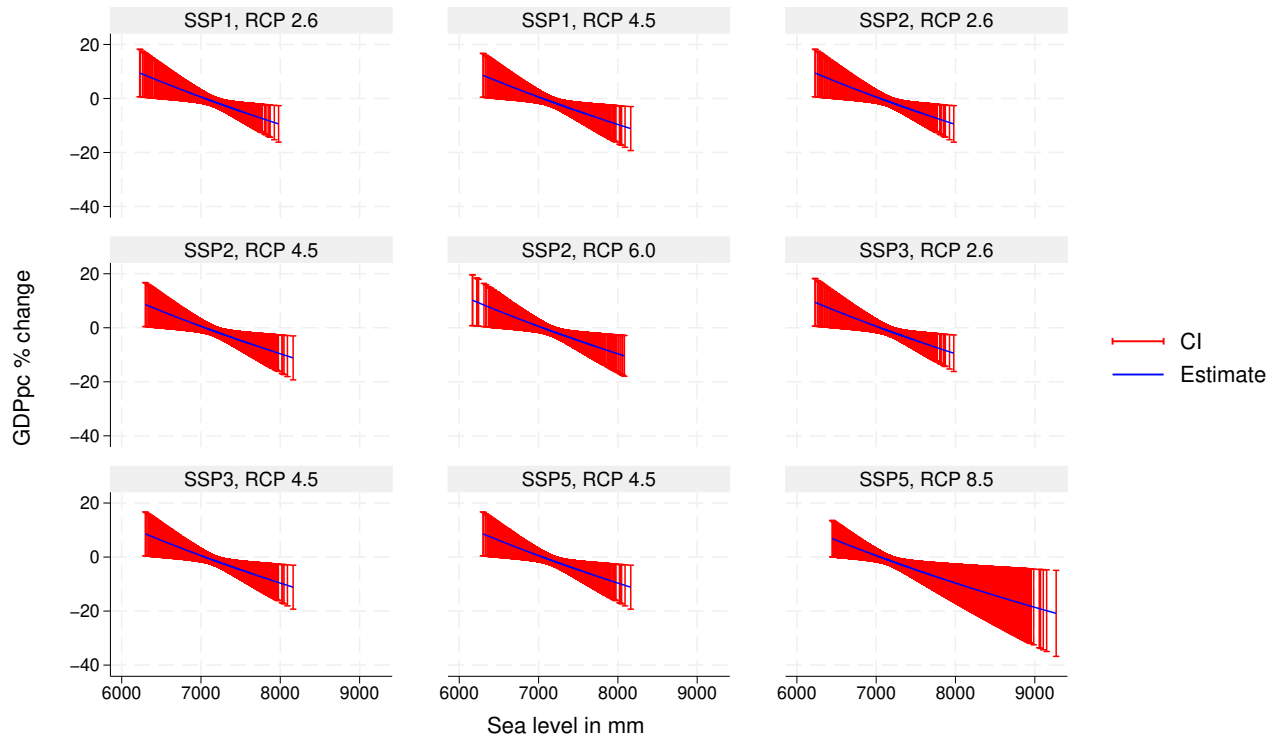 SSP1, RCP 2.6
SSP1, RCP 4.5
SSP2, RCP 2.6
20
0
−20
−40
SSP2, RCP 4.5
SSP2, RCP 6.0
SSP3, RCP 2.6
20
0
−20
−40
SSP3, RCP 4.5
SSP5, RCP 4.5
SSP5, RCP 8.5
20
0
−20
−40
6000 7000 8000 9000
6000 7000 8000 9000
6000 7000 8000 9000
GDPpc % change
Sea level in mm
CI
Estimate